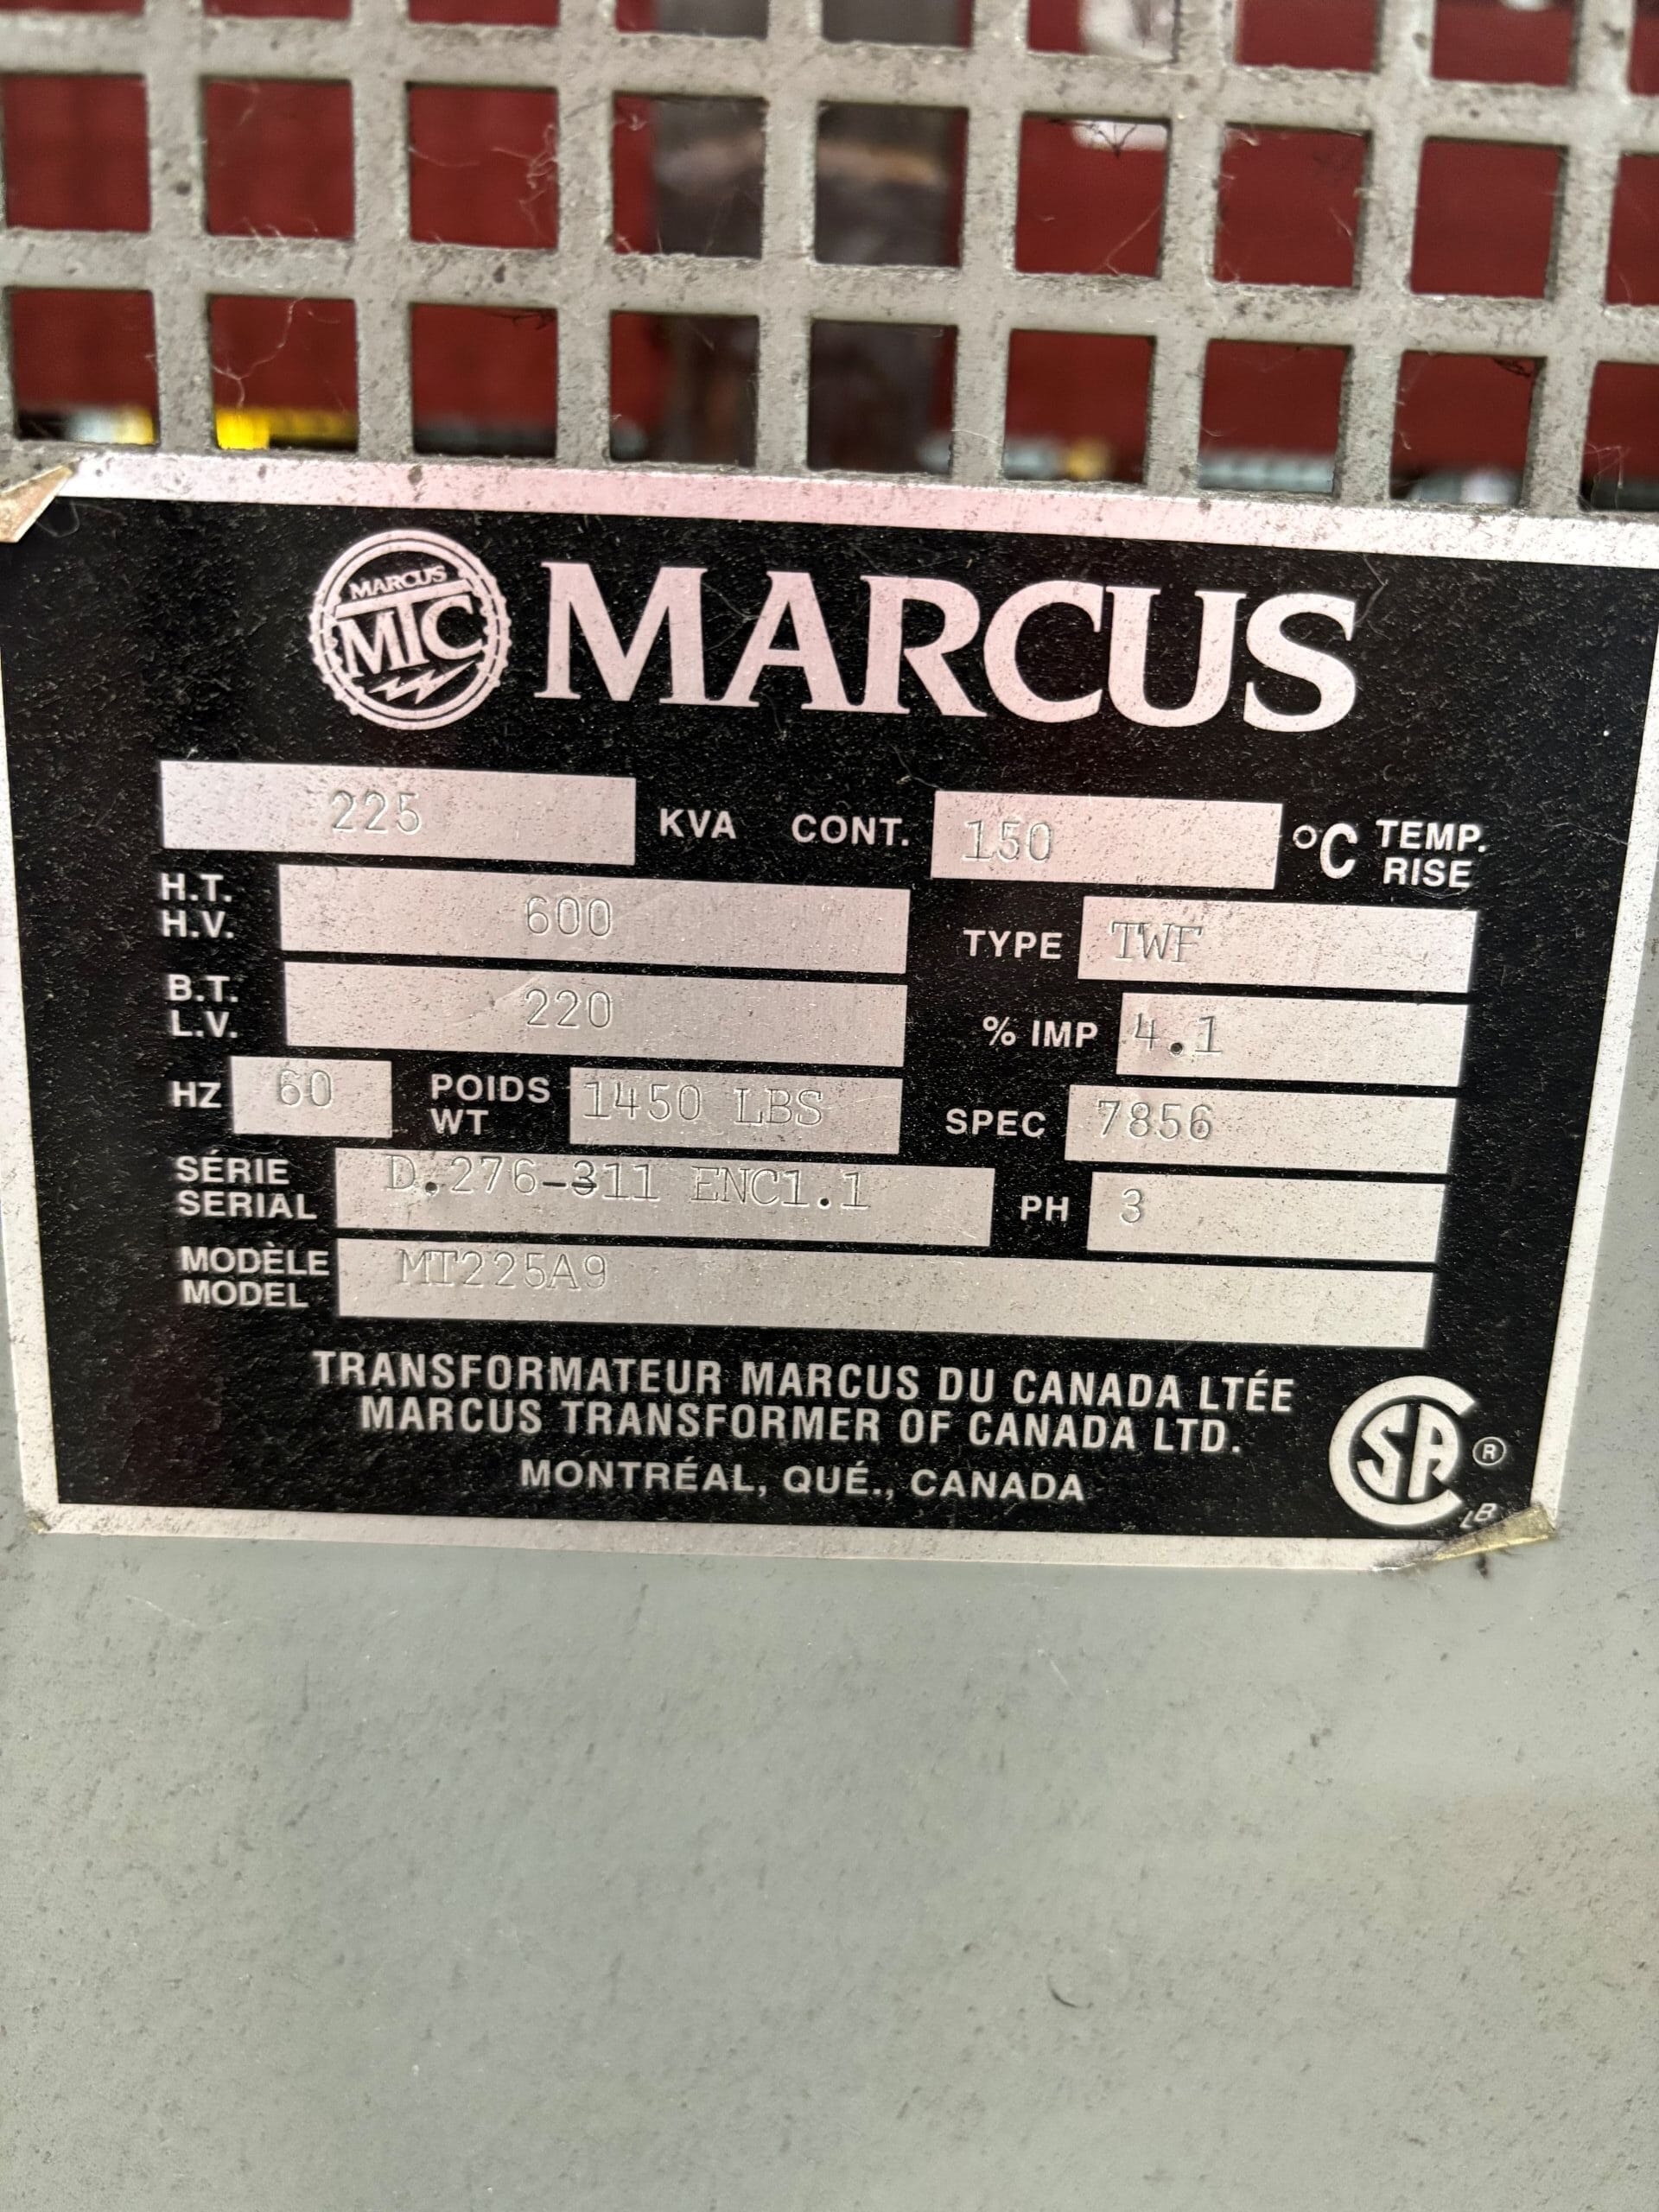 MARCUS
MTC
MARCUS
225 KVA CONT. 150 °C TEMP. RISE
H.T.
H.V. 600
TYPE TWF
B.T.
L.V. 220
% IMP 4.1
HZ 60 POIDS
WT 1450 LBS
SPEC 7856
SÉRIE
SERIAL D.276-311 ENC1.1
PH 3
MODÈLE
MODEL MT225A9
TRANSFORMATEUR MARCUS DU CANADA LTÉE
MARCUS TRANSFORMER OF CANADA LTD.
MONTRÉAL, QUÉ., CANADA
CSA ®
LB